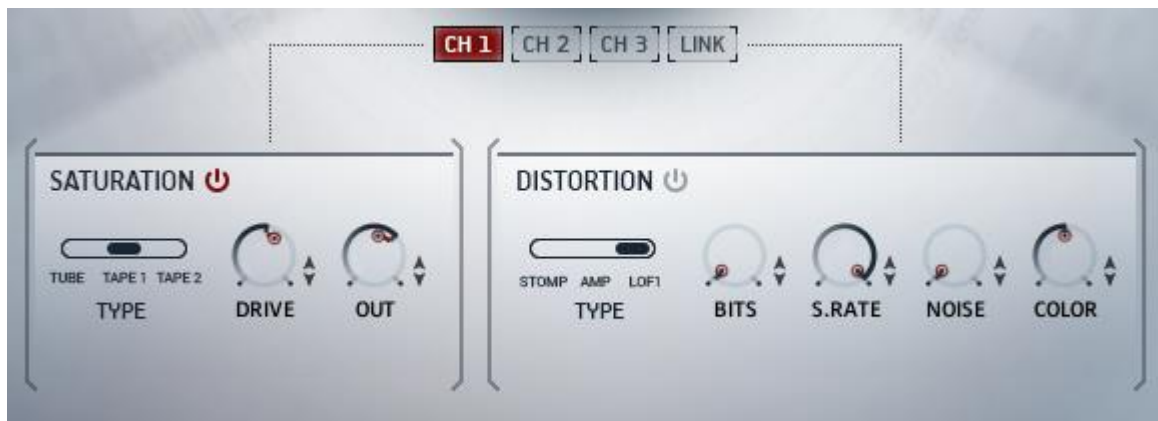 CH 1 CH 2 CH 3 LINK
SATURATION
TUBE TAPE 1 TAPE 2
TYPE DRIVE OUT
DISTORTION
STOMP AMP LOFI
TYPE BITS S.RATE NOISE COLOR